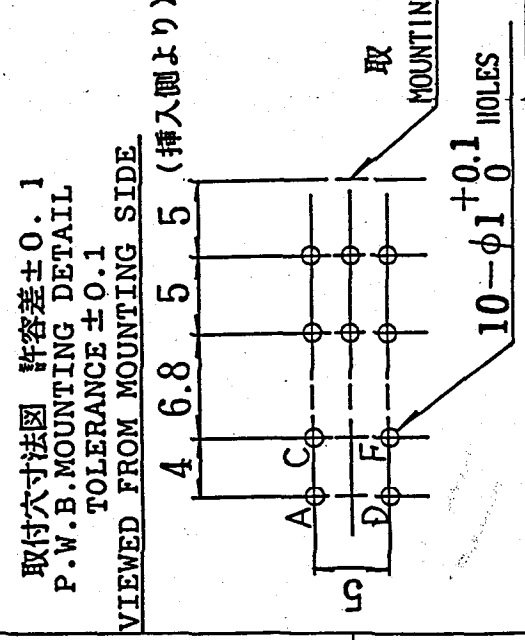 取付穴寸法図 許容差±0.1
P.W.B.MOUNTING DETAIL
TOLERANCE±0.1
VIEWED FROM MOUNTING SIDE
(挿入側より)
4 6.8 5 5
A C
D F
5
取
MOUNTIN
10-φ1 +0.1 0 HOLES